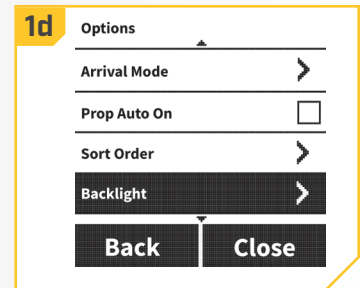 1d
Options
Arrival Mode
Prop Auto On
Sort Order
Backlight
Back Close